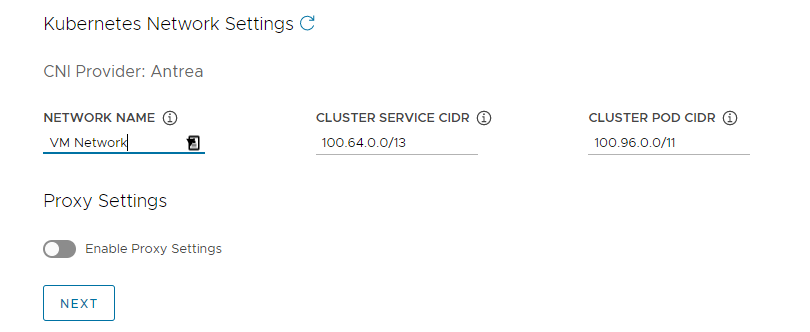 Kubernetes Network Settings
CNI Provider: Antrea
NETWORK NAME CLUSTER SERVICE CIDR CLUSTER POD CIDR
VM Network 100.64.0.0/13 100.96.0.0/11
Proxy Settings
Enable Proxy Settings
NEXT